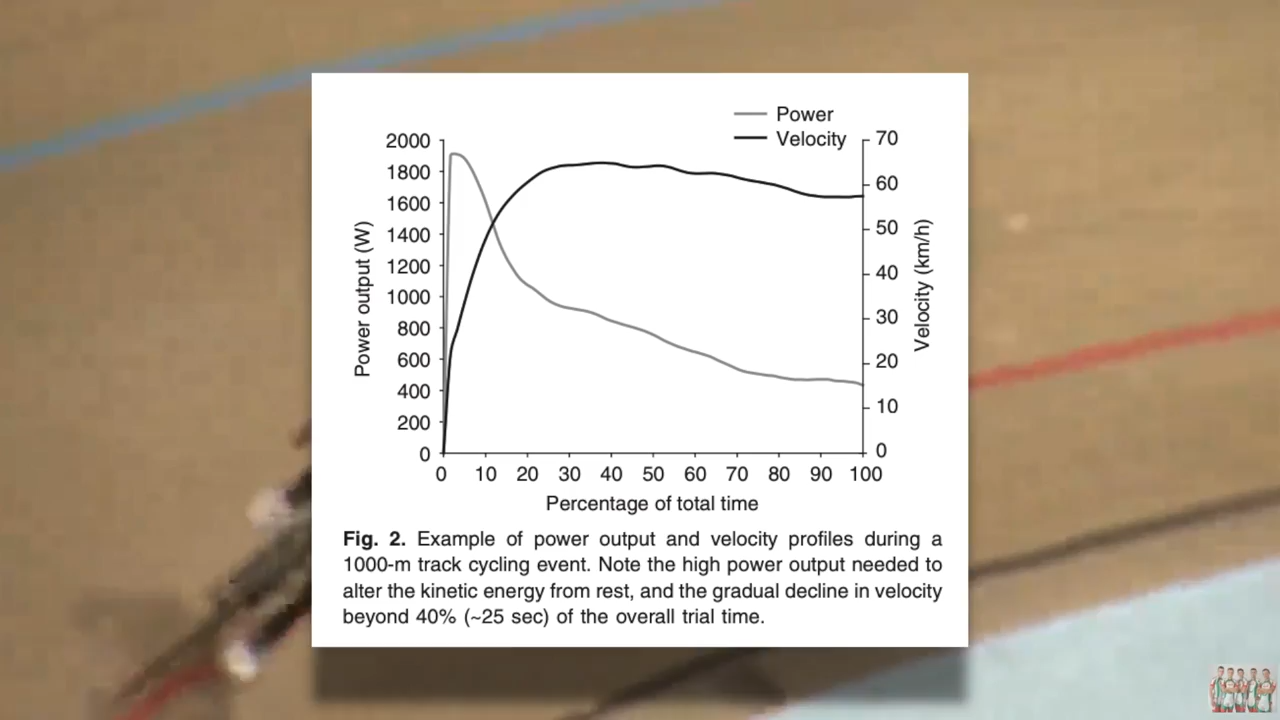 Power
Velocity
2000
1800
1600
1400
1200
1000
800
600
400
200
0
Power output (W)
70
60
50
40
30
20
10
0
Velocity (km/h)
0 10 20 30 40 50 60 70 80 90 100
Percentage of total time
Fig. 2. Example of power output and velocity profiles during a
1000-m track cycling event. Note the high power output needed to
alter the kinetic energy from rest, and the gradual decline in velocity
beyond 40% (~25 sec) of the overall trial time.